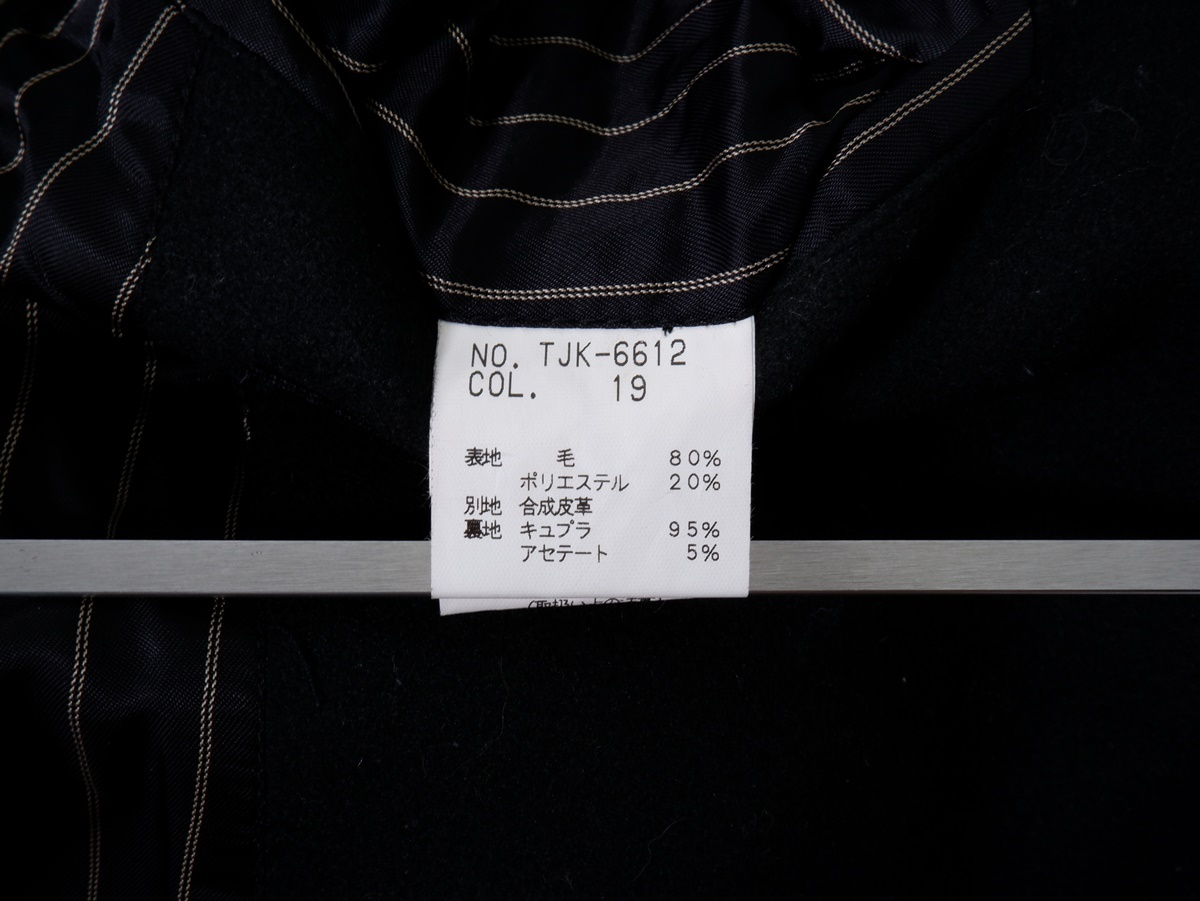 NO. TJK-6612
COL. 19
表地 毛 80%
ポリエステル 20%
別地 合成皮革
裏地 キュプラ 95%
アセテート 5%